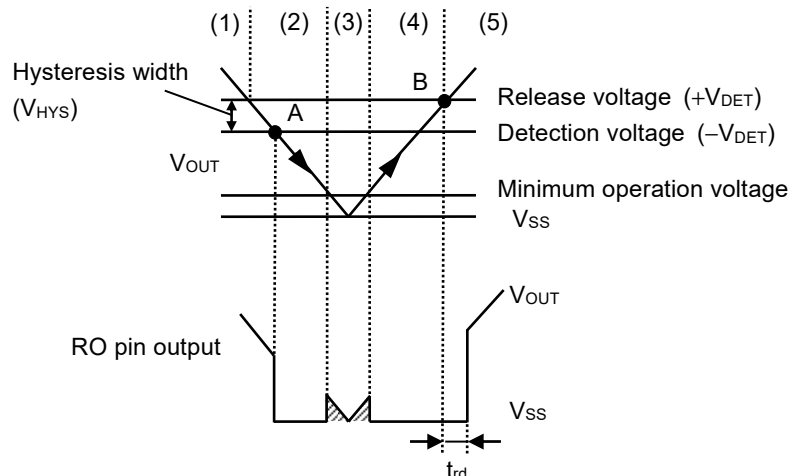 (1) (2) (3) (4) (5)
Hysteresis width
(VHYS)
A
B
Release voltage (+VDET)
Detection voltage (−VDET)
VOUT
Minimum operation voltage
VSS
VOUT
RO pin output
VSS
trd